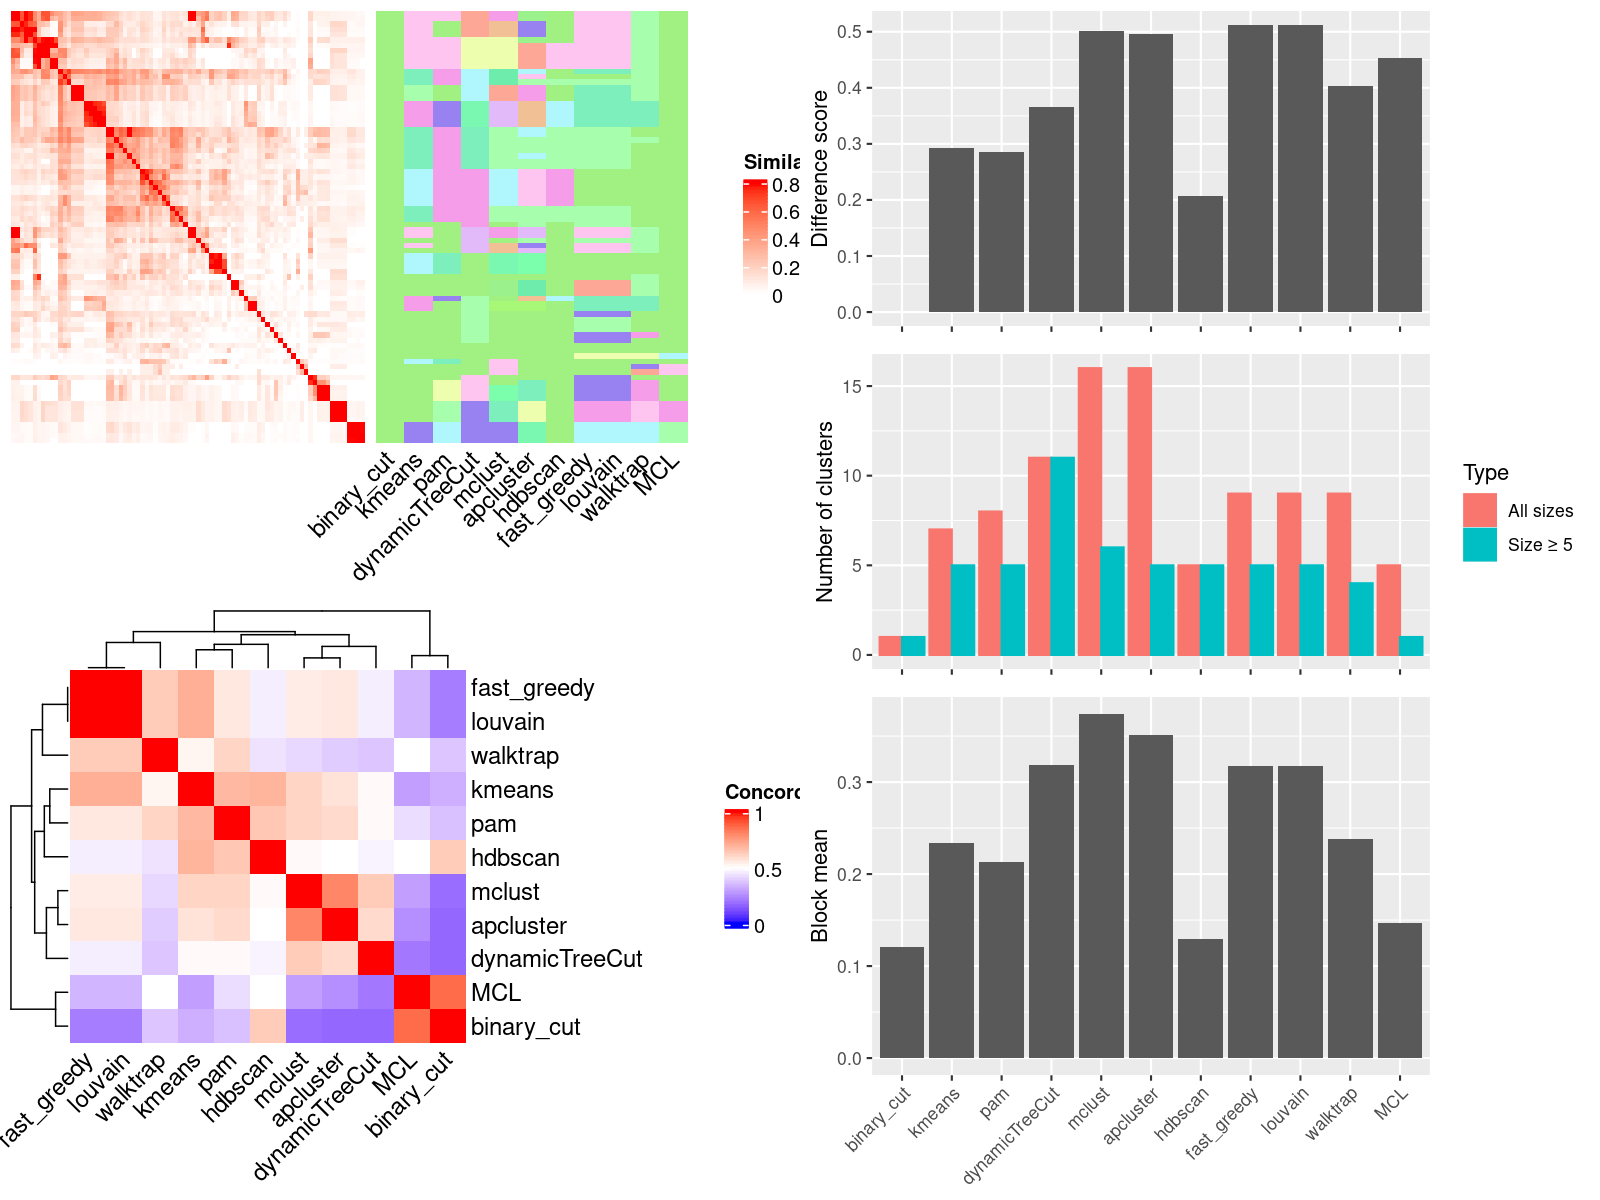 Simila
0.8
0.6
0.4
0.2
0
binary_cut
kmeans
pam
dynamicTreeCut
mclust
apcluster
hdbscan
fast_greedy
louvain
walktrap
MCL
Difference score
0.5
0.4
0.3
0.2
0.1
0.0
Number of clusters
15
10
5
0
Type
All sizes
Size ≥ 5
fast_greedy
louvain
walktrap
kmeans
pam
hdbscan
mclust
apcluster
dynamicTreeCut
MCL
binary_cut
fast_greedy
louvain
walktrap
kmeans
pam
hdbscan
mclust
apcluster
dynamicTreeCut
MCL
binary_cut
Concord
1
0.5
0
Block mean
0.3
0.2
0.1
0.0
binary_cut
kmeans
pam
dynamicTreeCut
mclust
apcluster
hdbscan
fast_greedy
louvain
walktrap
MCL